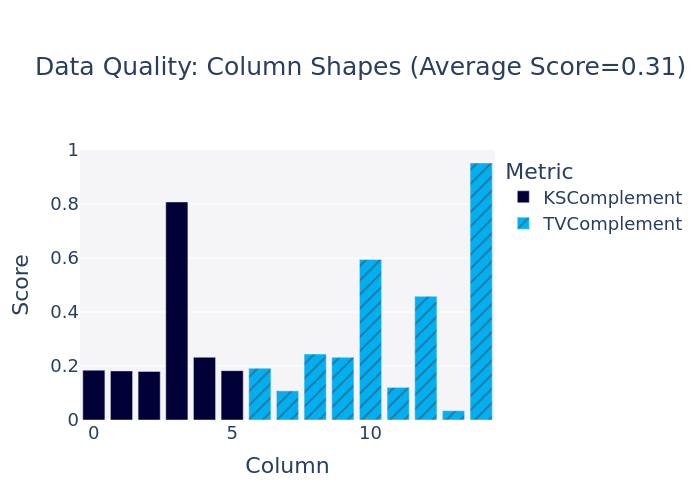 Data Quality: Column Shapes (Average Score=0.31)
1
0.8
0.6
0.4
0.2
0
Score
0 5 10
Column
Metric
KSComplement
TVComplement